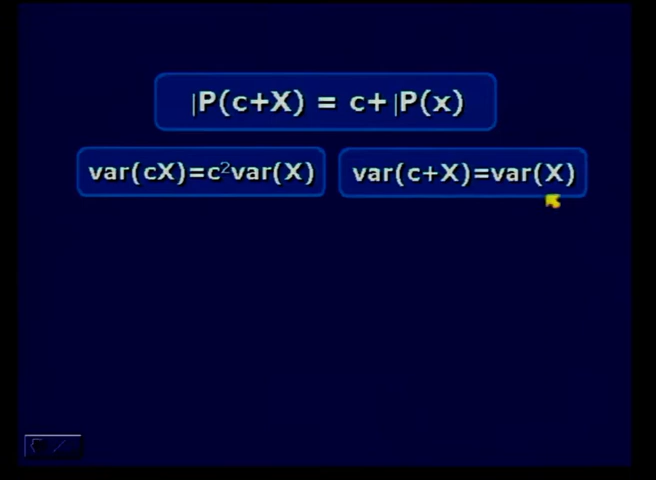 |P(c+X) = c+|P(x)
var(cX)=c²var(X)
var(c+X)=var(X)